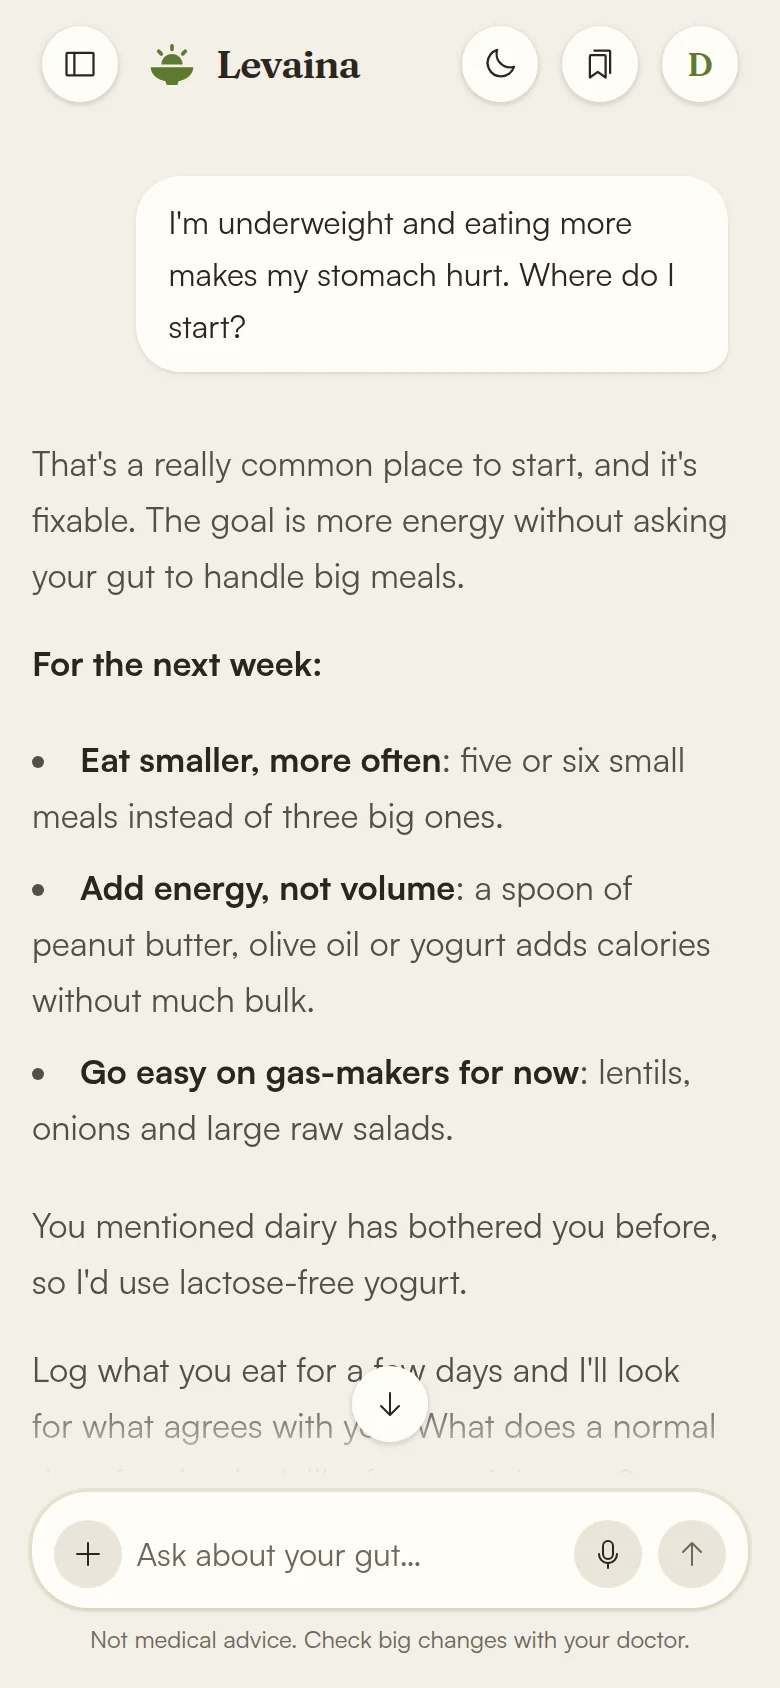 Levaina
D
I'm underweight and eating more
makes my stomach hurt. Where do I
start?
That's a really common place to start, and it's
fixable. The goal is more energy without asking
your gut to handle big meals.
For the next week:
• Eat smaller, more often: five or six small
meals instead of three big ones.
• Add energy, not volume: a spoon of
peanut butter, olive oil or yogurt adds calories
without much bulk.
• Go easy on gas-makers for now: lentils,
onions and large raw salads.
You mentioned dairy has bothered you before,
so I'd use lactose-free yogurt.
Log what you eat for a few days and I'll look
for what agrees with What does a normal
Ask about your gut...
Not medical advice. Check big changes with your doctor.